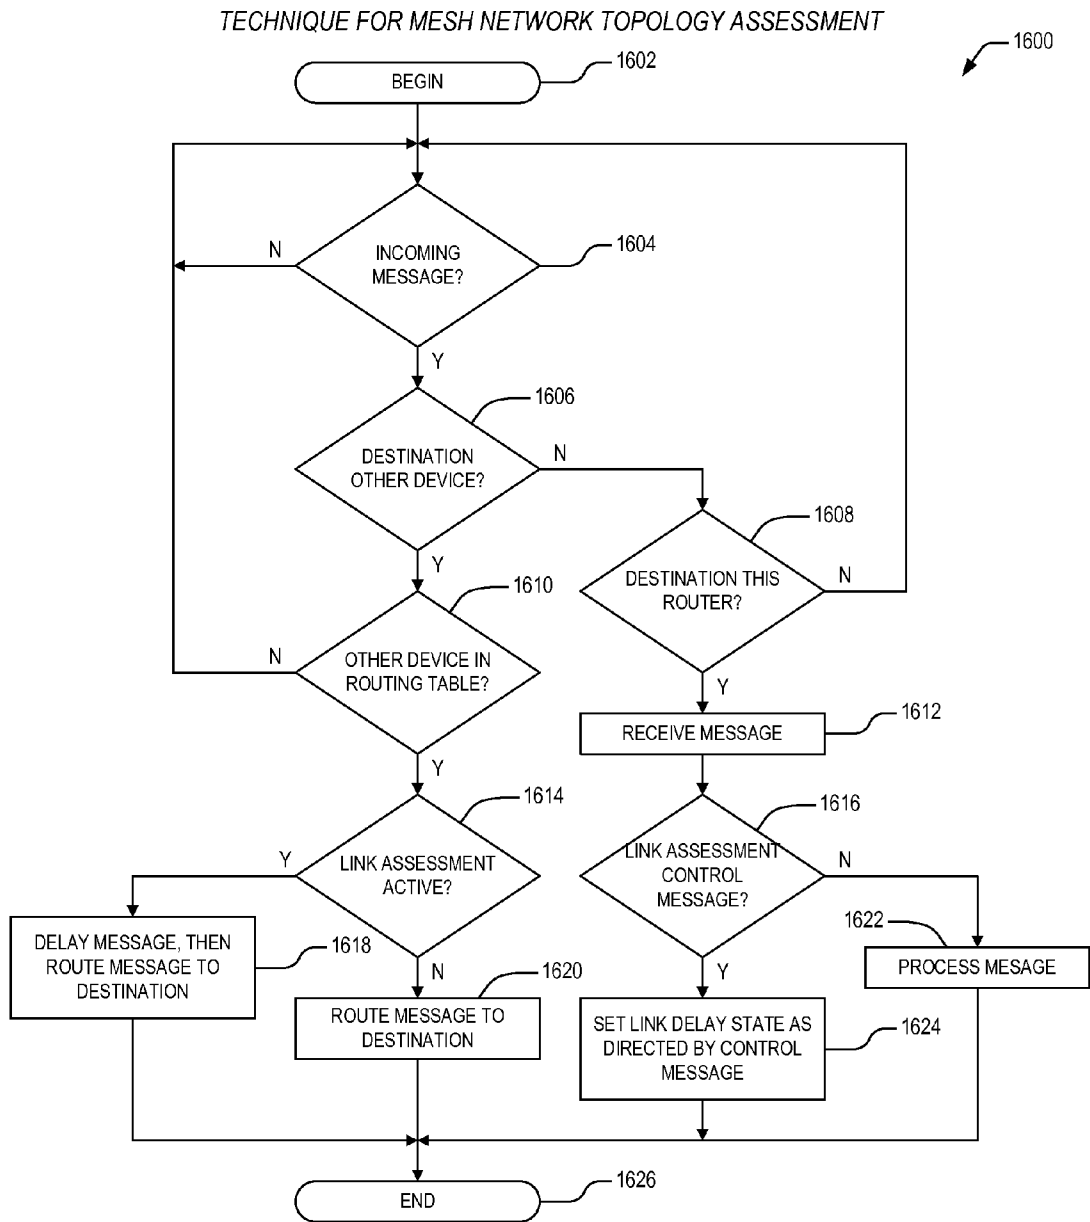 TECHNIQUE FOR MESH NETWORK TOPOLOGY ASSESSMENT
1600
BEGIN
1602
INCOMING
MESSAGE?
1604
N
Y
DESTINATION
OTHER DEVICE?
1606
N
Y
DESTINATION THIS
ROUTER?
1608
N
Y
OTHER DEVICE IN
ROUTING TABLE?
1610
N
Y
RECEIVE MESSAGE
1612
LINK ASSESSMENT
ACTIVE?
1614
Y
N
LINK ASSESSMENT
CONTROL
MESSAGE?
1616
N
Y
DELAY MESSAGE, THEN
ROUTE MESSAGE TO
DESTINATION
1618
ROUTE MESSAGE TO
DESTINATION
1620
PROCESS MESAGE
1622
SET LINK DELAY STATE AS
DIRECTED BY CONTROL
MESSAGE
1624
END
1626